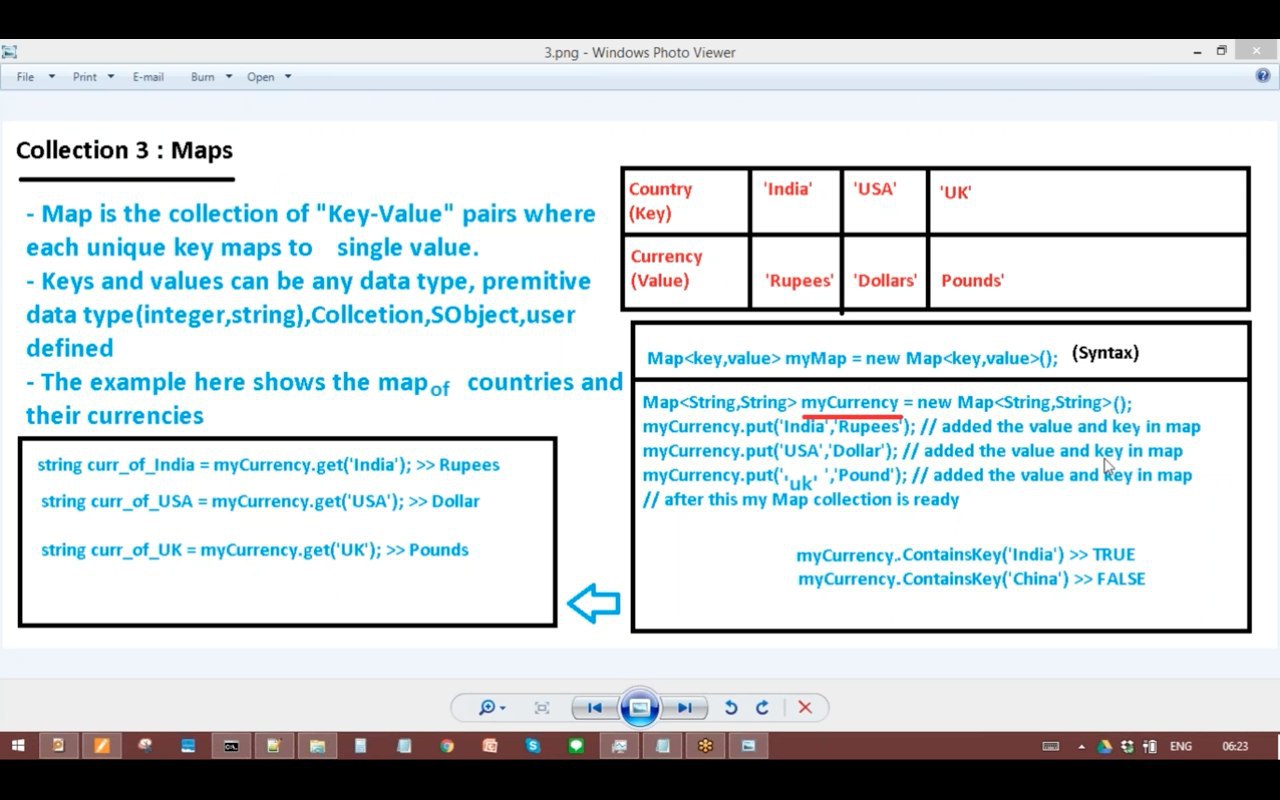 3.png - Windows Photo Viewer
File Print E-mail Burn Open
Collection 3 : Maps
- Map is the collection of "Key-Value" pairs where
each unique key maps to single value.
- Keys and values can be any data type, premitive
data type(integer,string),Collcetion,SObject,user
defined
- The example here shows the map of countries and
their currencies
Country
(Key)
'India'
'USA'
'UK'
Currency
(Value)
'Rupees'
'Dollars'
Pounds'
Map<key,value> myMap = new Map<key,value>(); (Syntax)
Map<String,String> myCurrency = new Map<String,String>();
myCurrency.put('India','Rupees'); // added the value and key in map
myCurrency.put('USA','Dollar'); // added the value and key in map
myCurrency.put(''uk' ','Pound'); // added the value and key in map
// after this my Map collection is ready
myCurrency..ContainsKey('India') >> TRUE
myCurrency.ContainsKey('China') >> FALSE
string curr_of_India = myCurrency.get('India'); >> Rupees
string curr_of_USA = myCurrency.get('USA'); >> Dollar
string curr_of_UK = myCurrency.get('UK'); >> Pounds
ENG 06:23